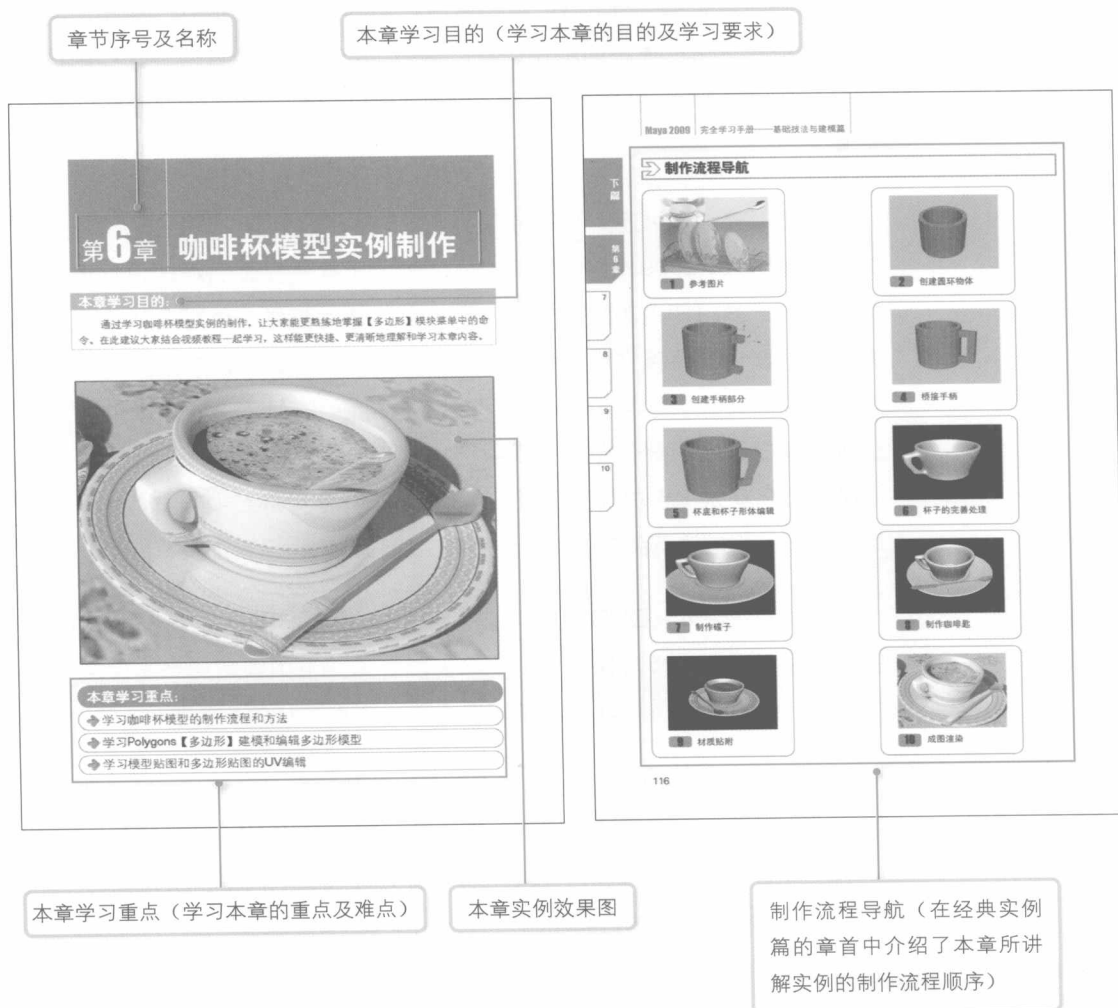 章节序号及名称
本章学习目的（学习本章的目的及学习要求）
第6章 咖啡杯模型实例制作
本章学习目的：
通过学习咖啡杯模型实例的制作，让大家能更熟练地掌握【多边形】模块菜单中的命
令。在此建议大家结合视频教程一起学习，这样能更快捷、更清晰地理解和学习本章内容。
本章学习重点：
学习咖啡杯模型的制作流程和方法
学习Polygons【多边形】建模和编辑多边形模型
学习模型贴图和多边形贴图的UV编辑
Maya 2009 完全学习手册——基础技法与建模篇
下篇
第6章
7
8
9
10
制作流程导航
1 参考图片
2 创建圆环物体
3 创建手柄部分
4 桥接手柄
5 杯底和杯子形体编辑
6 杯子的完善处理
7 制作碟子
8 制作咖啡匙
9 材质贴附
10 成图渲染
116
本章学习重点（学习本章的重点及难点）
本章实例效果图
制作流程导航（在经典实例
篇的章首中介绍了本章所讲
解实例的制作流程顺序）